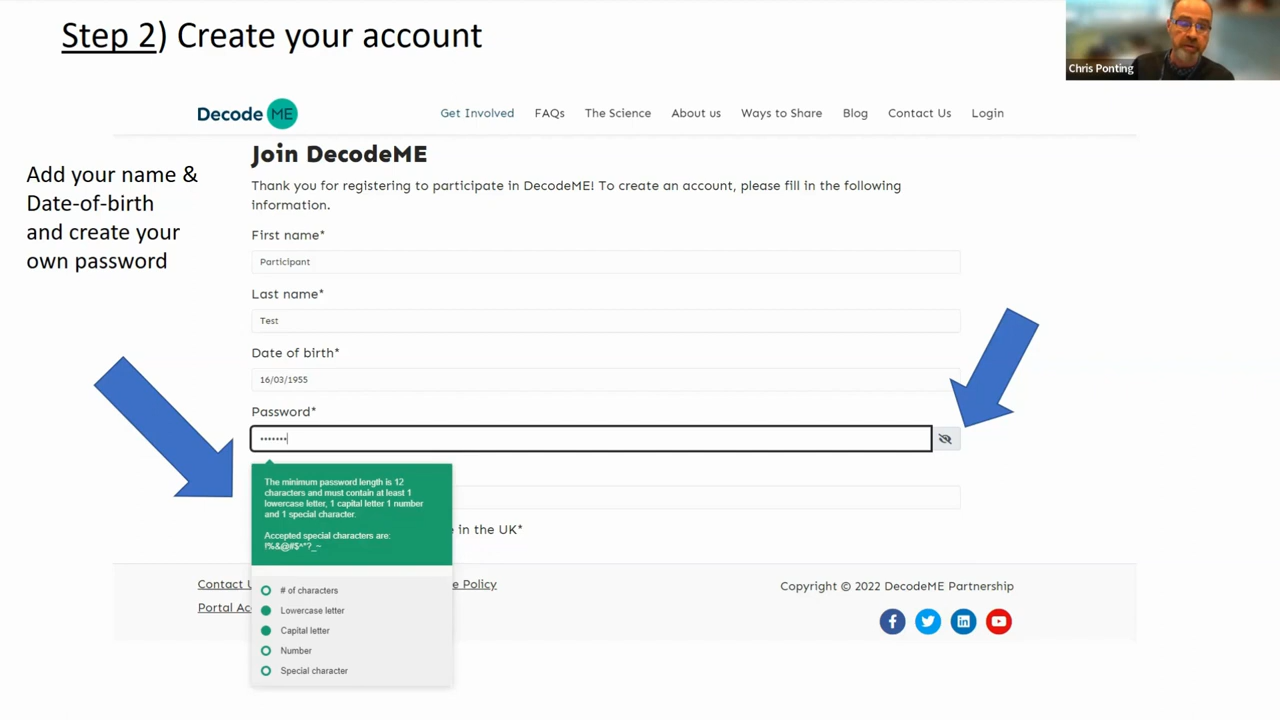 Step 2) Create your account
Chris Ponting
Decode ME
Get Involved FAQs The Science About us Ways to Share Blog Contact Us Login
Add your name &
Date-of-birth
and create your
own password
Join DecodeME
Thank you for registering to participate in DecodeME! To create an account, please fill in the following
information.
First name*
Participant
Last name*
Test
Date of birth*
16/03/1955
Password*
•••••••
The minimum password length is 12
characters and must contain at least 1
lowercase letter, 1 capital letter 1 number
and 1 special character.
Accepted special characters are:
e in the UK*
# of characters
Lowercase letter
Capital letter
Number
Special character
Contact U
e Policy
Portal Ac
Copyright © 2022 DecodeME Partnership